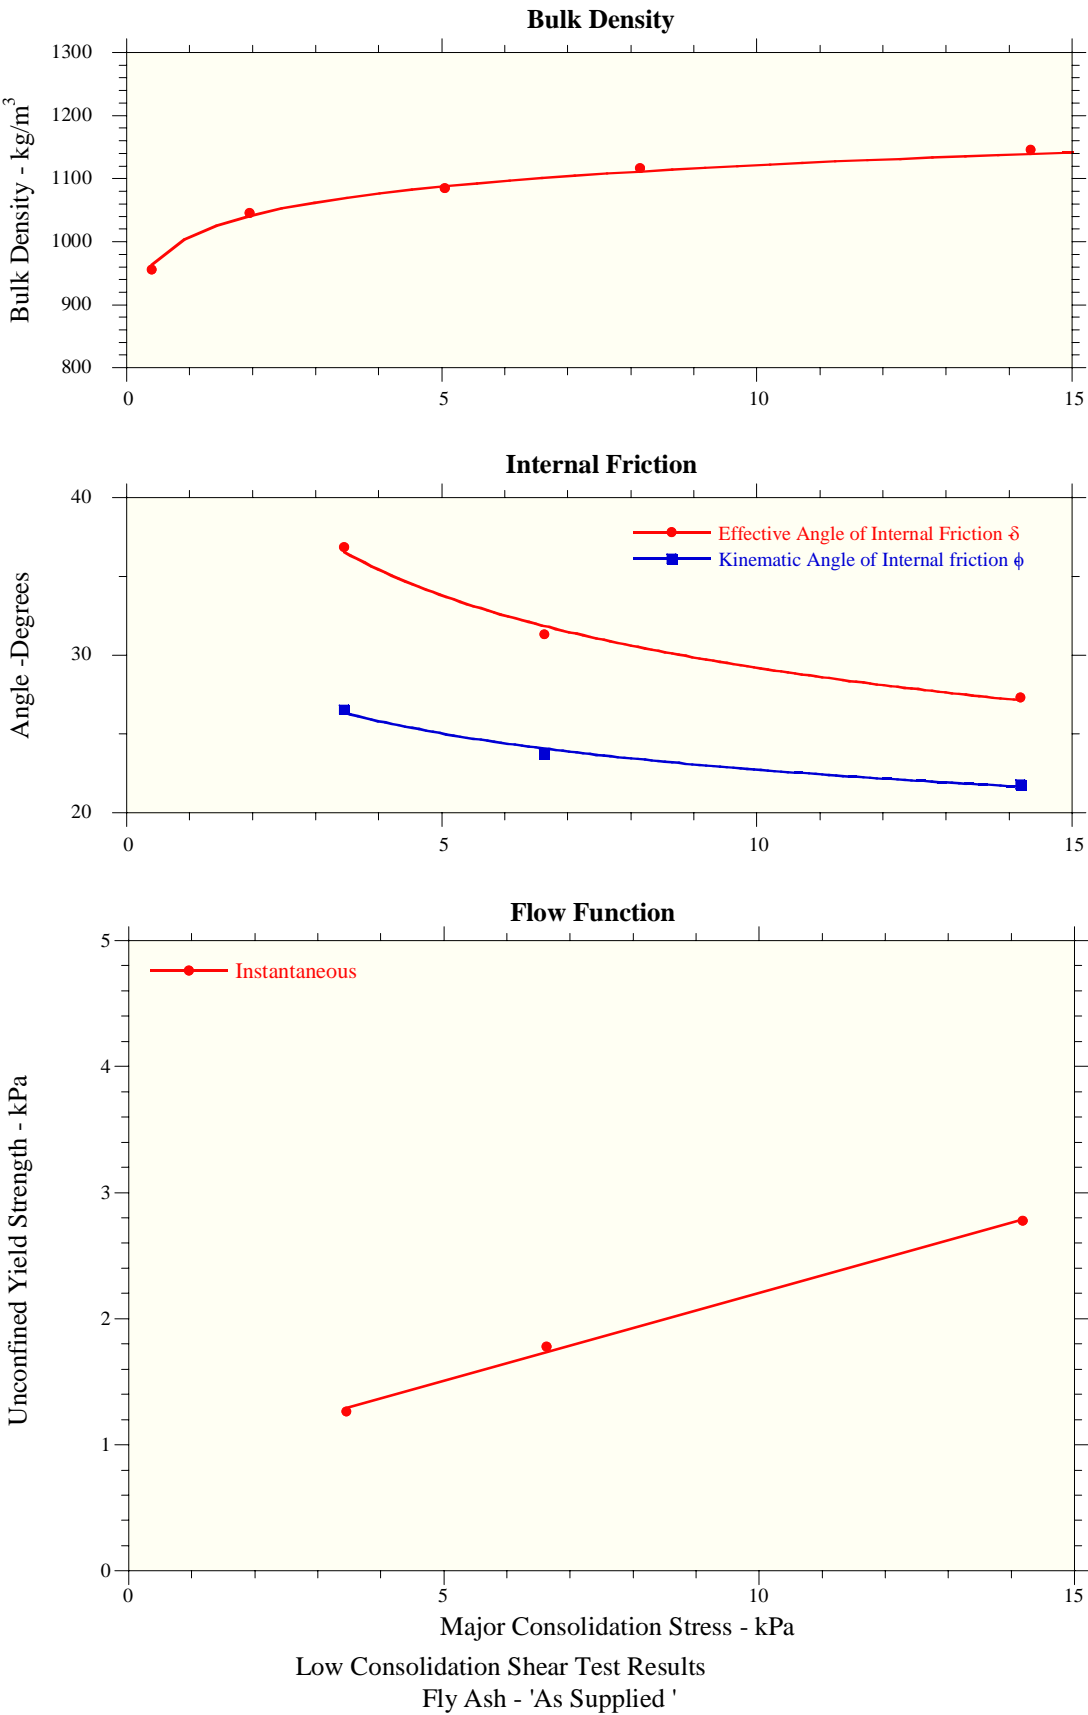 Bulk Density
1300
1200
1100
1000
900
800
Bulk Density - kg/m³
0 5 10 15
Internal Friction
40
30
20
Angle -Degrees
Effective Angle of Internal Friction δ
Kinematic Angle of Internal friction ϕ
0 5 10 15
Flow Function
5
4
3
2
1
0
Unconfined Yield Strength - kPa
Instantaneous
0 5 10 15
Major Consolidation Stress - kPa
Low Consolidation Shear Test Results
Fly Ash - 'As Supplied '